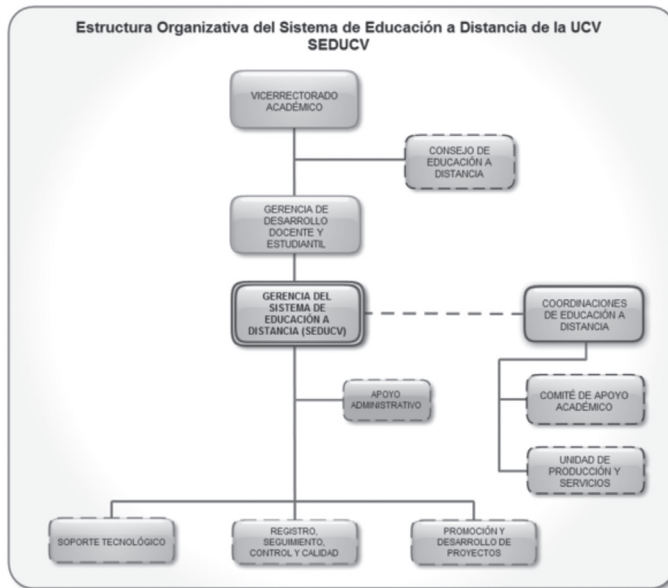 Estructura Organizativa del Sistema de Educación a Distancia de la UCV
SEDUCV
VICERRECTORADO
ACADÉMICO
CONSEJO DE
EDUCACIÓN A
DISTANCIA
GERENCIA DE
DESARROLLO
DOCENTE Y
ESTUDIANTIL
GERENCIA DEL
SISTEMA DE
EDUCACIÓN A
DISTANCIA (SEDUCV)
COORDINACIONES
DE EDUCACIÓN A
DISTANCIA
APOYO
ADMINISTRATIVO
COMITÉ DE APOYO
ACADÉMICO
UNIDAD DE
PRODUCCIÓN Y
SERVICIOS
SOPORTE TECNOLÓGICO
REGISTRO,
SEGUIMIENTO,
CONTROL Y CALIDAD
PROMOCIÓN Y
DESARROLLO DE
PROYECTOS